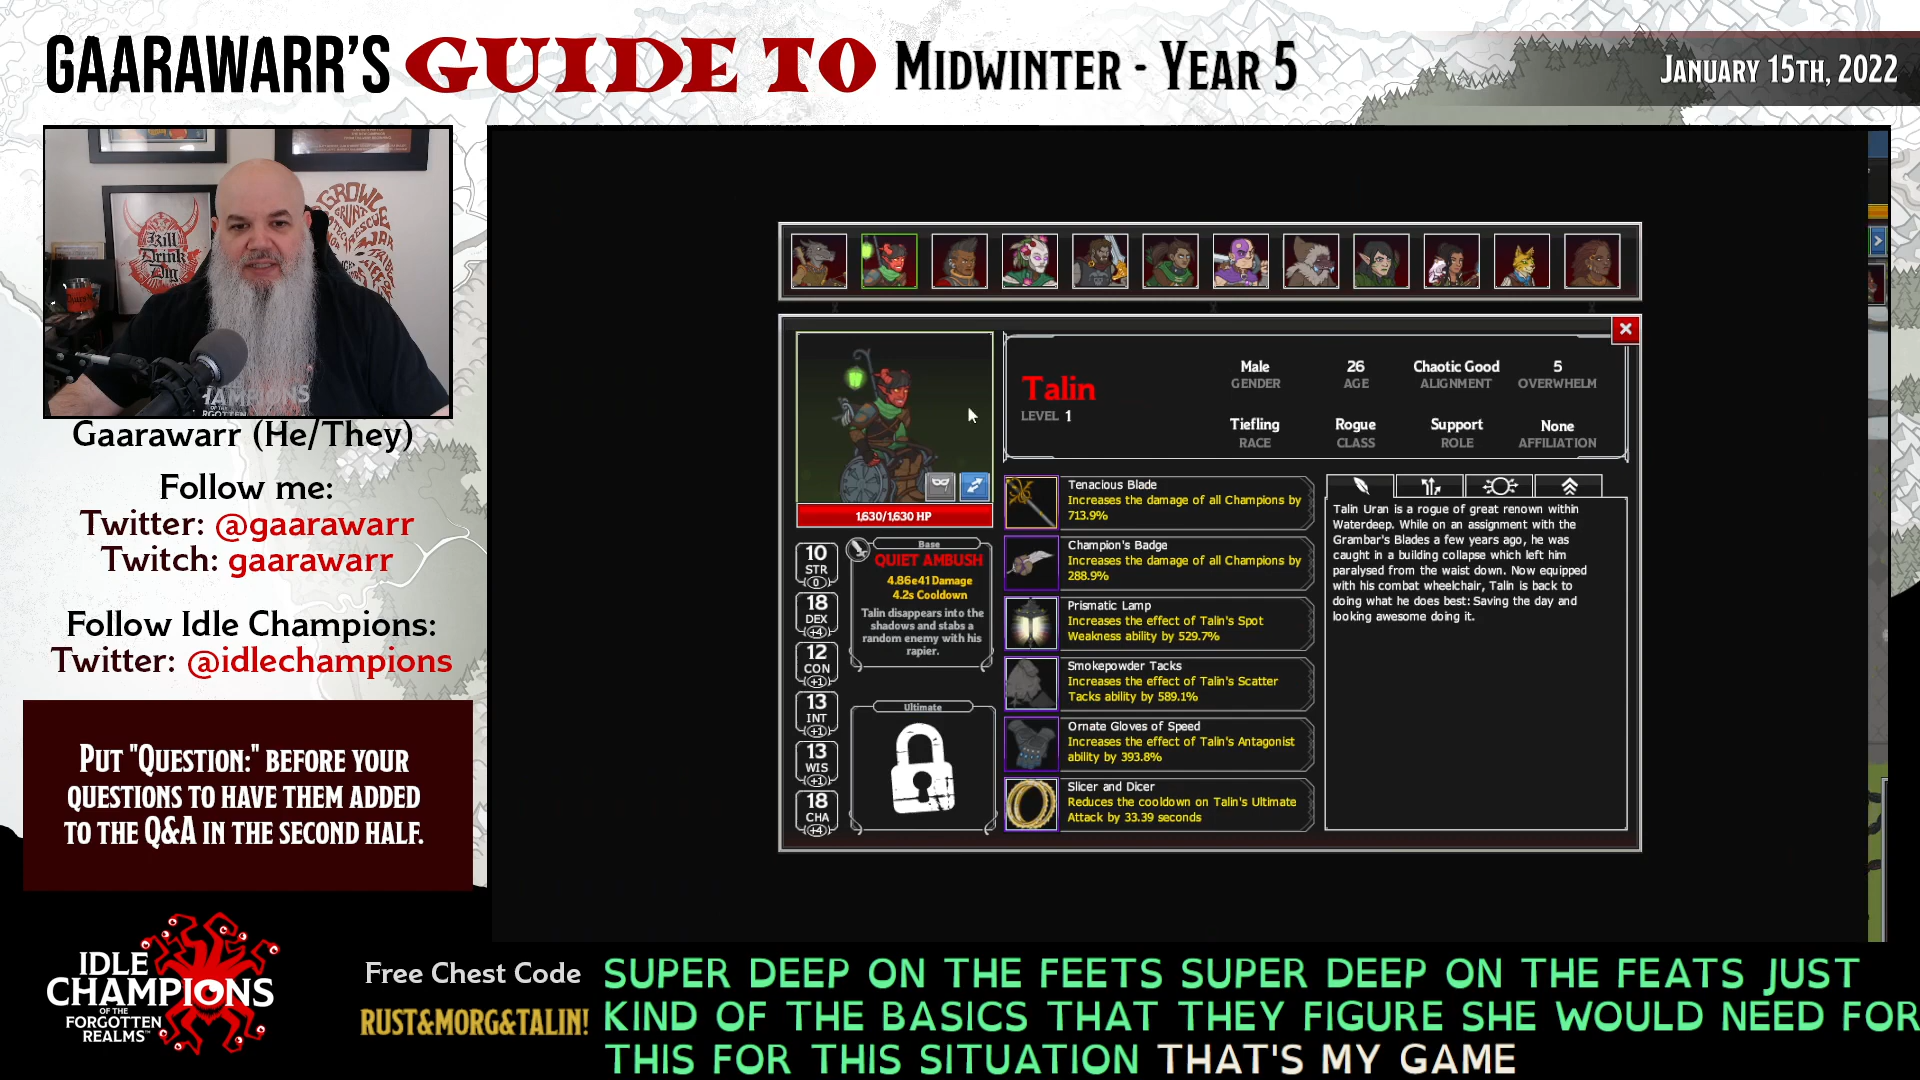 GAARAWARR'S GUIDE TO MIDWINTER - YEAR 5
JANUARY 15TH, 2022
Kill
Drink
Dig
GROWL
GRUNT
Gaarawarr (He/They)
Follow me:
Twitter: @gaarawarr
Twitch: gaarawarr
Follow Idle Champions:
Twitter: @idlechampions
PUT "QUESTION:" BEFORE YOUR
QUESTIONS TO HAVE THEM ADDED
TO THE Q&A IN THE SECOND HALF.
IDLE
CHAMPIONS
OF THE
FORGOTTEN
REALMS™
Free Chest Code
RUST&MORG&TALIN!
Talin
LEVEL 1
Male
GENDER
26
AGE
Chaotic Good
ALIGNMENT
5
OVERWHELM
Tiefling
RACE
Rogue
CLASS
Support
ROLE
None
AFFILIATION
1,630/1,630 HP
10
STR
(0)
18
DEX
(+4)
12
CON
(+1)
13
INT
(+1)
13
WIS
(+1)
18
CHA
(+4)
Base
QUIET AMBUSH
4.86e41 Damage
4.2s Cooldown
Talin disappears into the
shadows and stabs a
random enemy with his
rapier.
Ultimate
Tenacious Blade
Increases the damage of all Champions by
713.9%
Champion's Badge
Increases the damage of all Champions by
288.9%
Prismatic Lamp
Increases the effect of Talin's Spot
Weakness ability by 529.7%
Smokepowder Tacks
Increases the effect of Talin's Scatter
Tacks ability by 589.1%
Ornate Gloves of Speed
Increases the effect of Talin's Antagonist
ability by 393.8%
Slicer and Dicer
Reduces the cooldown on Talin's Ultimate
Attack by 33.39 seconds
Talin Uran is a rogue of great renown within
Waterdeep. While on an assignment with the
Grambar's Blades a few years ago, he was
caught in a building collapse which left him
paralysed from the waist down. Now equipped
with his combat wheelchair, Talin is back to
doing what he does best: Saving the day and
looking awesome doing it.
SUPER DEEP ON THE FEETS SUPER DEEP ON THE FEATS JUST
KIND OF THE BASICS THAT THEY FIGURE SHE WOULD NEED FOR
THIS FOR THIS SITUATION THAT'S MY GAME